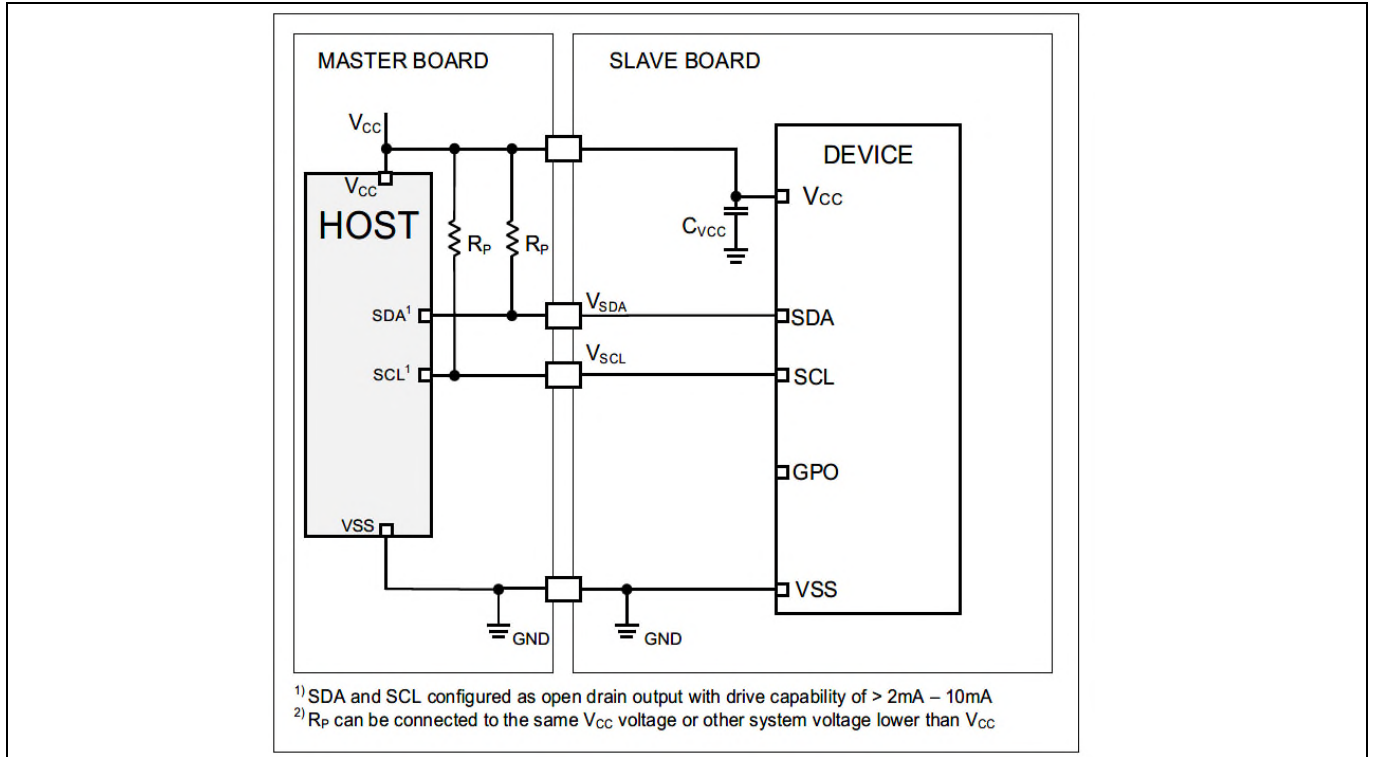 MASTER BOARD
SLAVE BOARD
VCC
VCC
HOST
RP
RP
SDA¹
SCL¹
VSS
GND
VSDA
VSCL
CVCC
GND
DEVICE
VCC
SDA
SCL
GPO
VSS
¹⁾ SDA and SCL configured as open drain output with drive capability of > 2mA – 10mA
²⁾ RP can be connected to the same VCC voltage or other system voltage lower than VCC